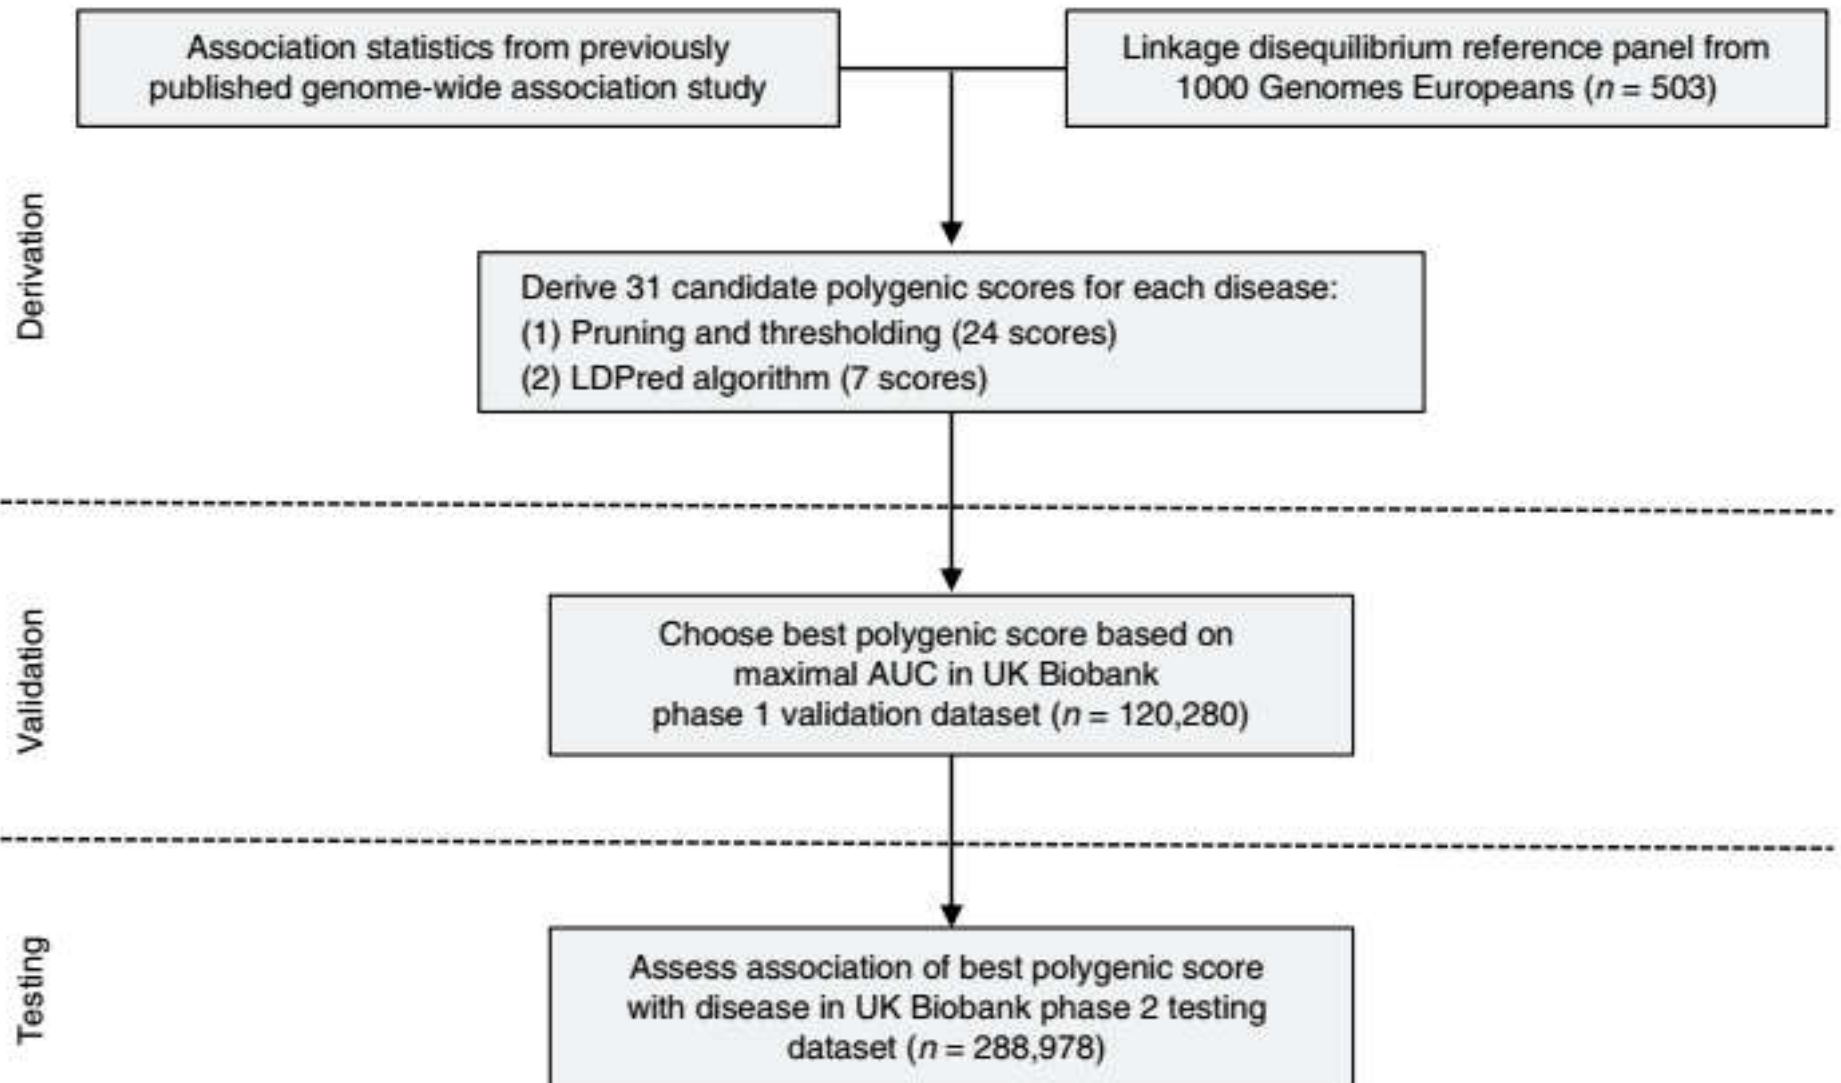 Association statistics from previously
published genome-wide association study
Linkage disequilibrium reference panel from
1000 Genomes Europeans (n = 503)
Derivation
Derive 31 candidate polygenic scores for each disease:
(1) Pruning and thresholding (24 scores)
(2) LDPred algorithm (7 scores)
Validation
Choose best polygenic score based on
maximal AUC in UK Biobank
phase 1 validation dataset (n = 120,280)
Testing
Assess association of best polygenic score
with disease in UK Biobank phase 2 testing
dataset (n = 288,978)